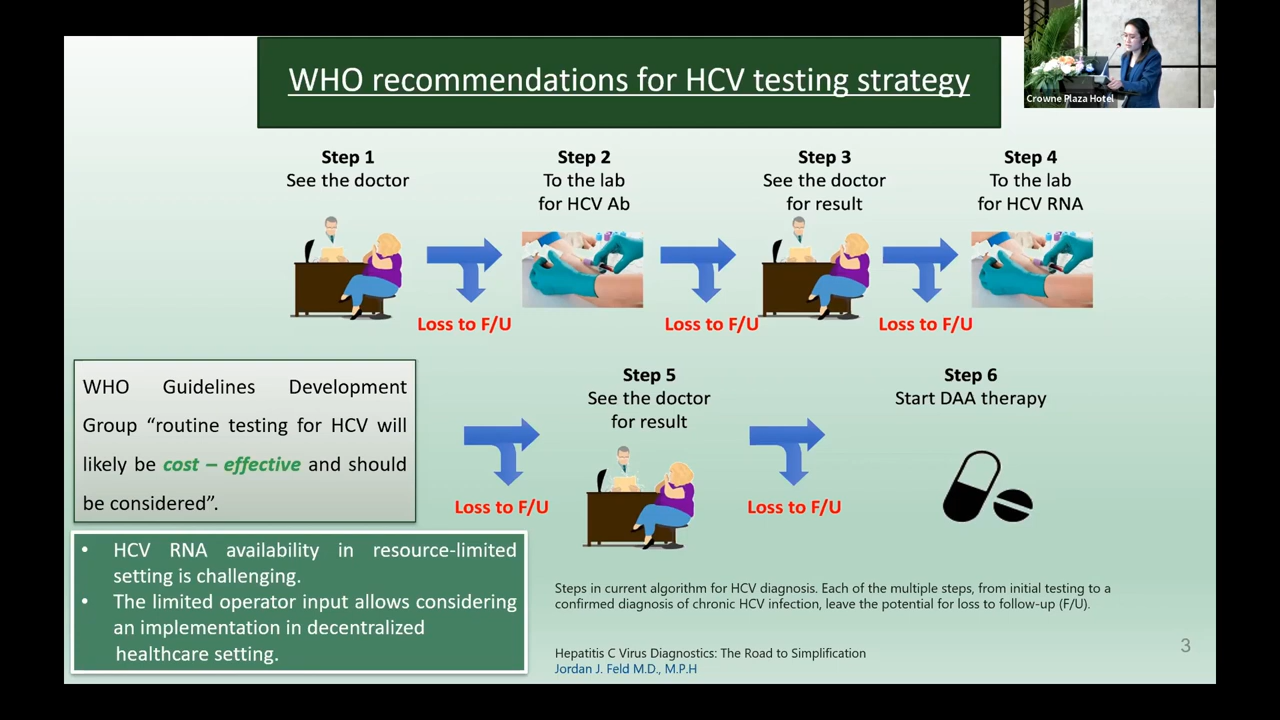 WHO recommendations for HCV testing strategy
Crowne Plaza Hotel
Step 1
See the doctor
Step 2
To the lab
for HCV Ab
Step 3
See the doctor
for result
Step 4
To the lab
for HCV RNA
Loss to F/U
Loss to F/U
Loss to F/U
WHO Guidelines Development
Group “routine testing for HCV will
likely be cost – effective and should
be considered”.
Step 5
See the doctor
for result
Step 6
Start DAA therapy
Loss to F/U
Loss to F/U
• HCV RNA availability in resource-limited
setting is challenging.
• The limited operator input allows considering
an implementation in decentralized
healthcare setting.
Steps in current algorithm for HCV diagnosis. Each of the multiple steps, from initial testing to a
confirmed diagnosis of chronic HCV infection, leave the potential for loss to follow-up (F/U).
Hepatitis C Virus Diagnostics: The Road to Simplification
Jordan J. Feld M.D., M.P.H
3